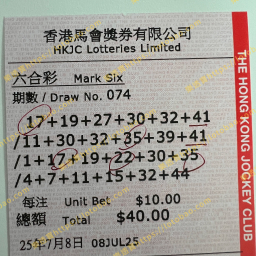 香港馬會獎券有限公司
HKJC Lotteries Limited
六合彩 Mark Six
期數 / Draw No. 074
17+19+27+30+32+41
/11+30+32+35+39+41
/1+17+19+22+30+35
/4+7+11+15+32+44
每注 Unit Bet $10.00
總額 Total $40.00
25年7月8日 08JUL25
THE HONG KONG JOCKEY CLUB